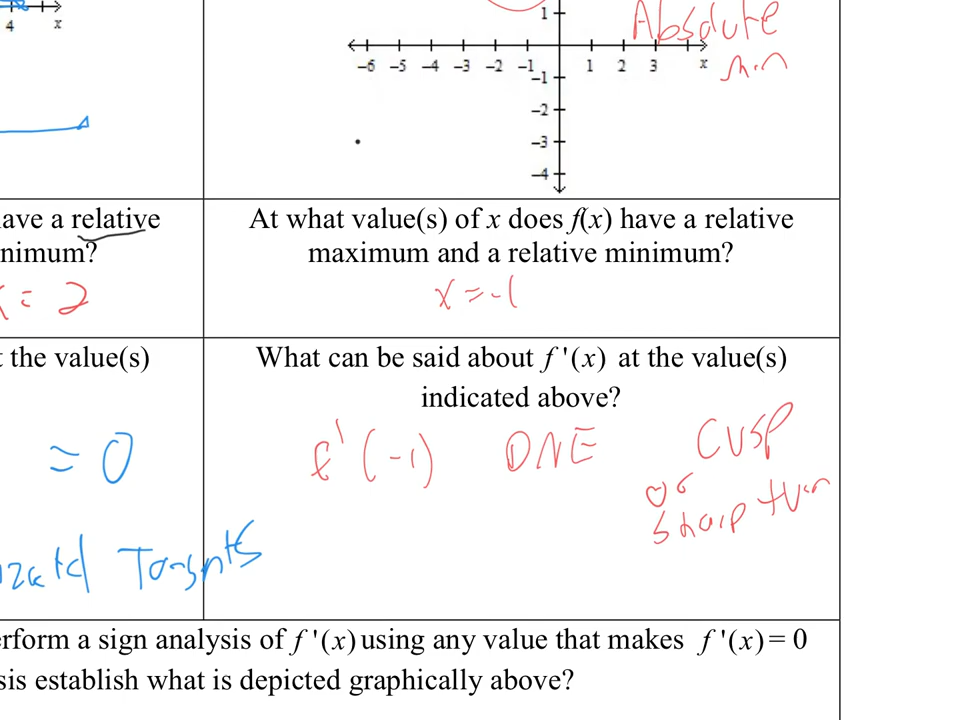 4 x
1
Absolute
min
-6 -5 -4 -3 -2 -1 1 2 3 x
-1
-2
-3
-4
ave a relative
nimum?
x = 2
At what value(s) of x does f(x) have a relative
maximum and a relative minimum?
x = -1
t the value(s)
= 0
What can be said about f '(x) at the value(s)
indicated above?
f'(-1) DNE CUSP
or
sharp turn
Tangnts
erform a sign analysis of f '(x) using any value that makes f '(x) = 0
sis establish what is depicted graphically above?